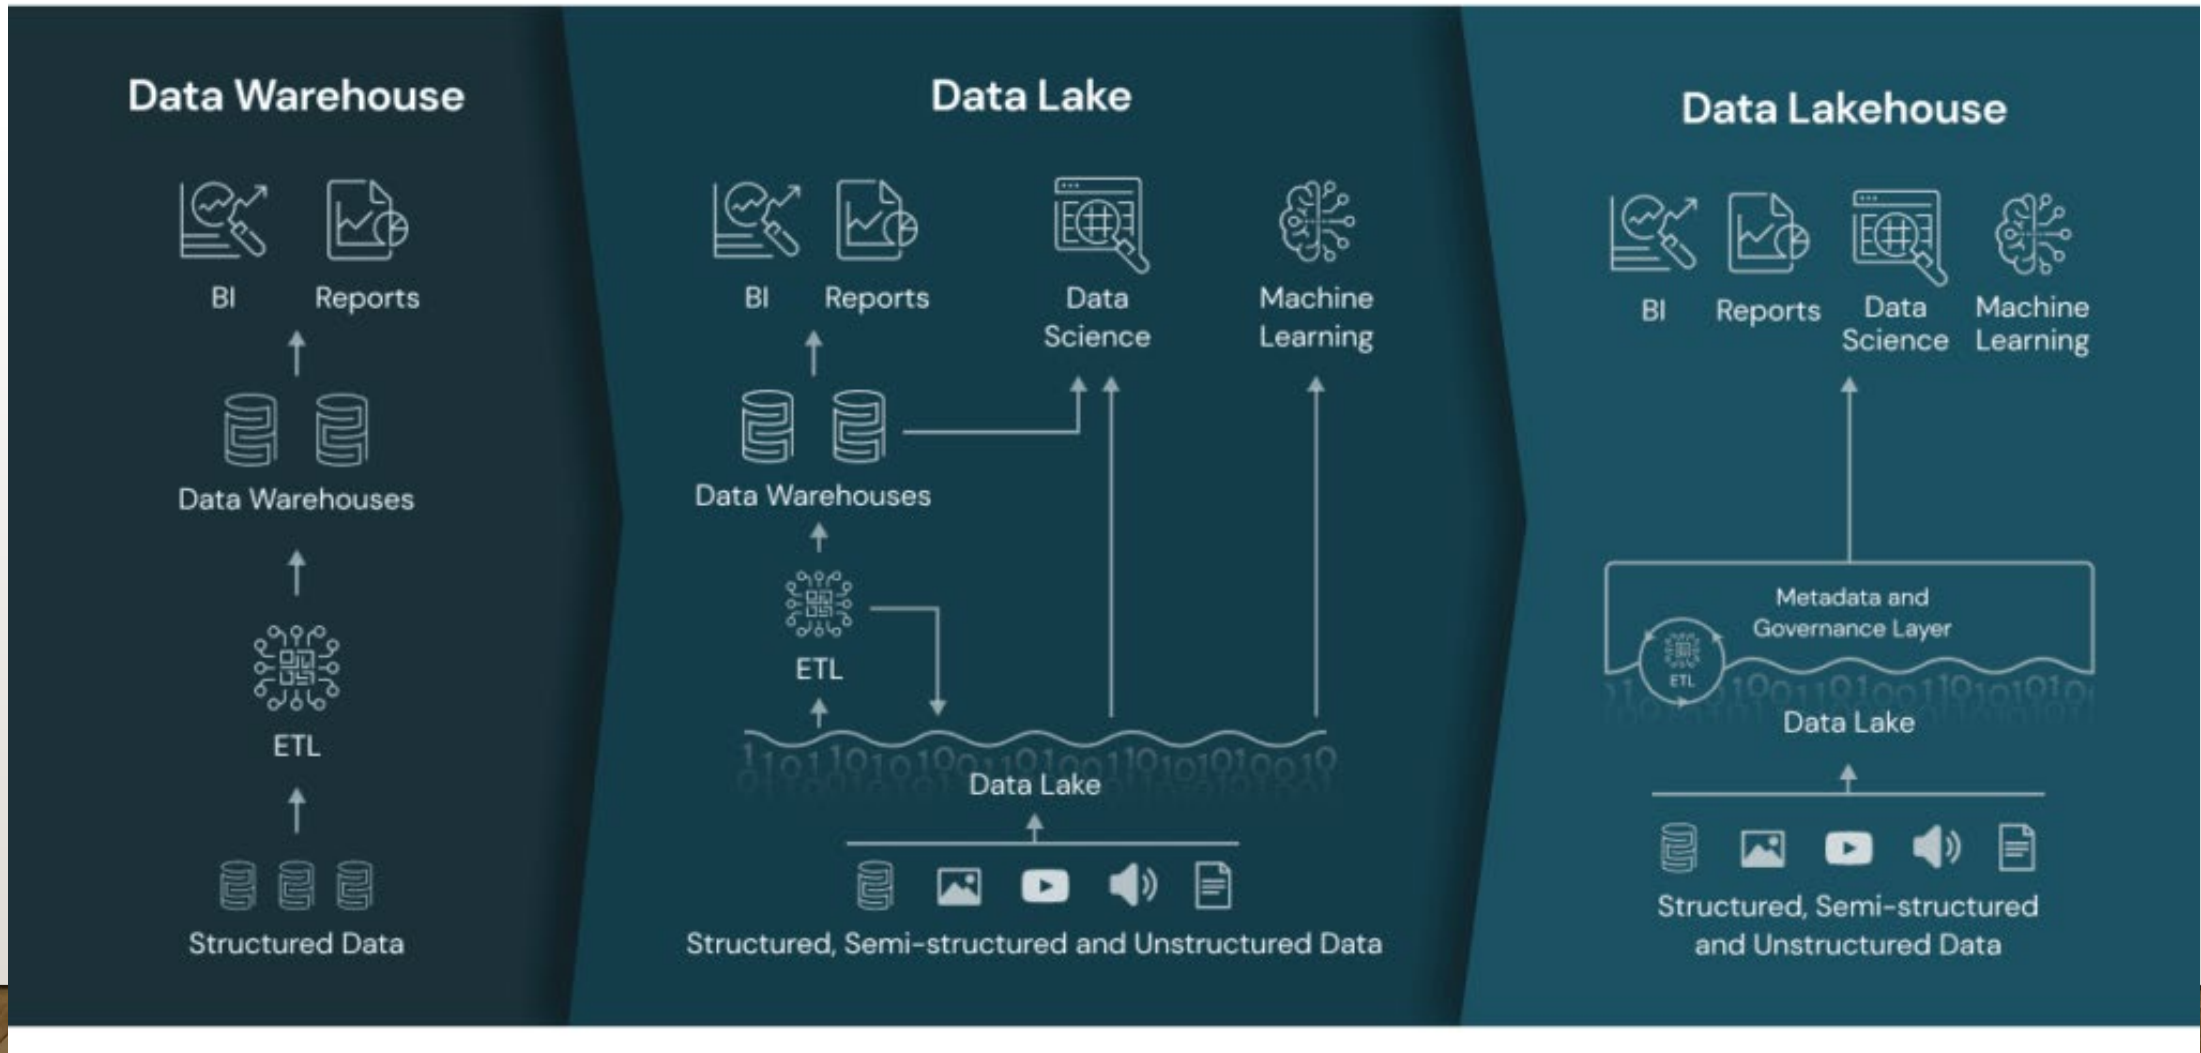 Data Warehouse
BI
Reports
Data Warehouses
ETL
Structured Data
Data Lake
BI
Reports
Data
Science
Machine
Learning
Data Warehouses
ETL
Data Lake
Structured, Semi-structured and Unstructured Data
Data Lakehouse
BI
Reports
Data
Science
Machine
Learning
Metadata and
Governance Layer
ETL
Data Lake
Structured, Semi-structured
and Unstructured Data